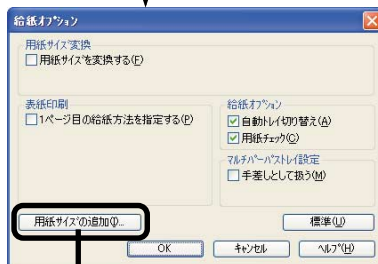 給紙オプション
用紙サイズ変換
用紙サイズを変換する(F)
表紙印刷
1ページ目の給紙方法を指定する(P)
給紙オプション
自動トレイ切り替え(A)
用紙チェック(C)
マルチパーパストレイ設定
手差しとして扱う(M)
用紙サイズの追加(I)...
標準(U)
OK
キャンセル
ヘルプ(H)